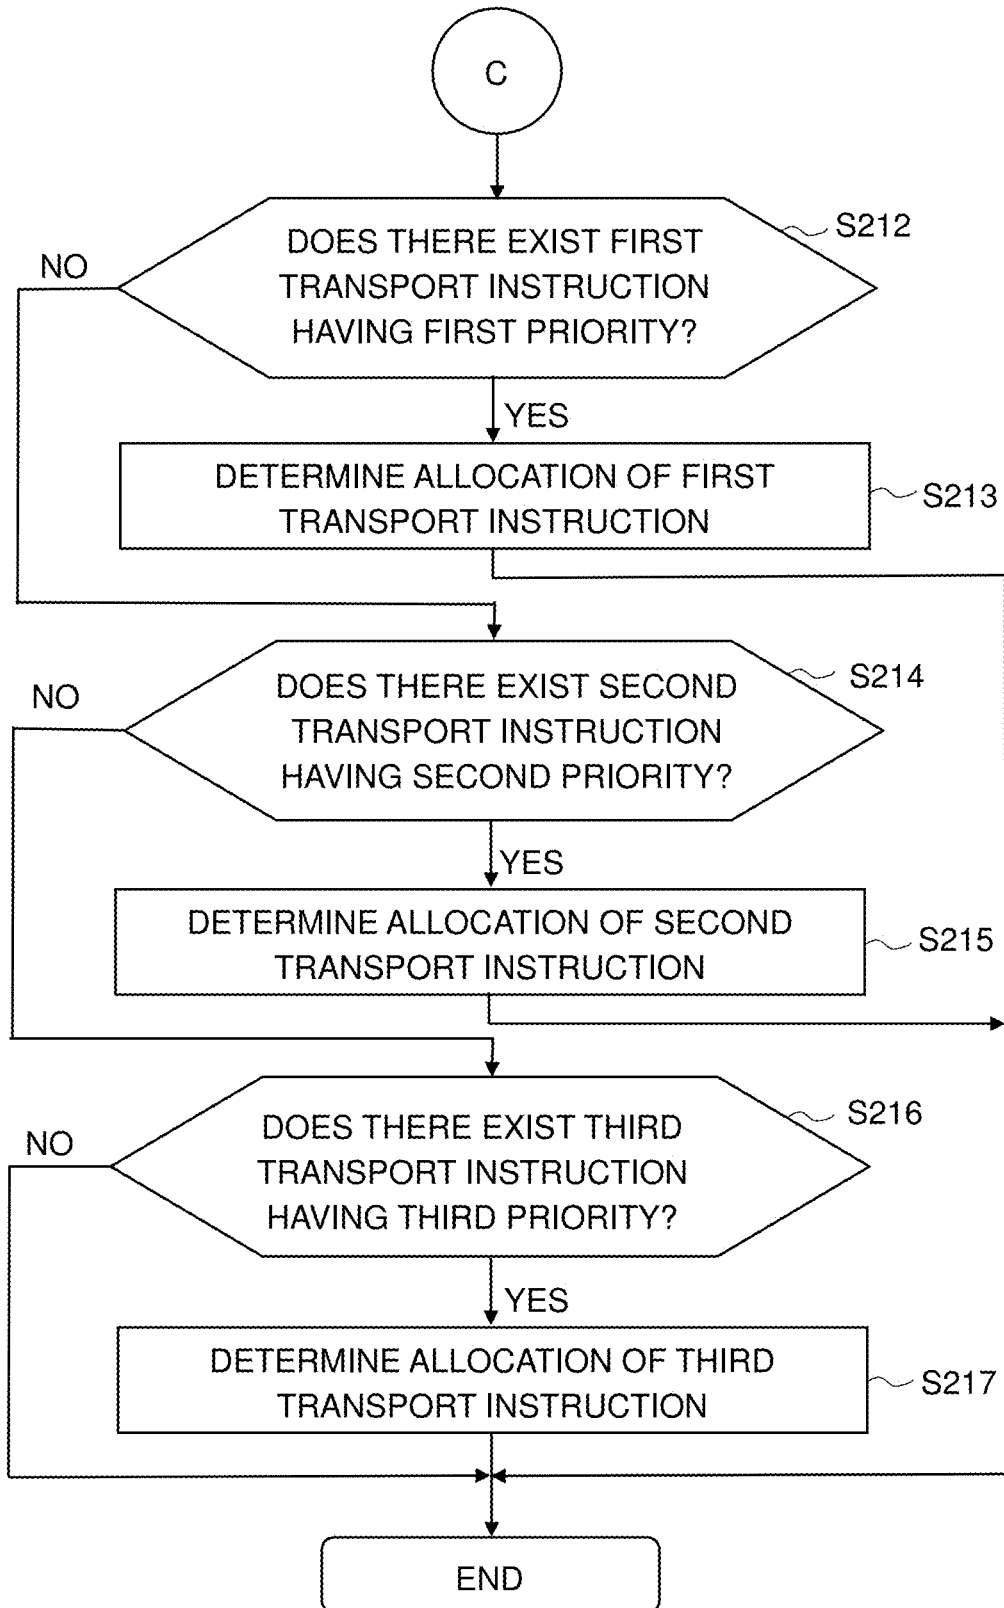 C
DOES THERE EXIST FIRST
TRANSPORT INSTRUCTION
HAVING FIRST PRIORITY?
S212
NO
YES
DETERMINE ALLOCATION OF FIRST
TRANSPORT INSTRUCTION
S213
DOES THERE EXIST SECOND
TRANSPORT INSTRUCTION
HAVING SECOND PRIORITY?
S214
NO
YES
DETERMINE ALLOCATION OF SECOND
TRANSPORT INSTRUCTION
S215
DOES THERE EXIST THIRD
TRANSPORT INSTRUCTION
HAVING THIRD PRIORITY?
S216
NO
YES
DETERMINE ALLOCATION OF THIRD
TRANSPORT INSTRUCTION
S217
END